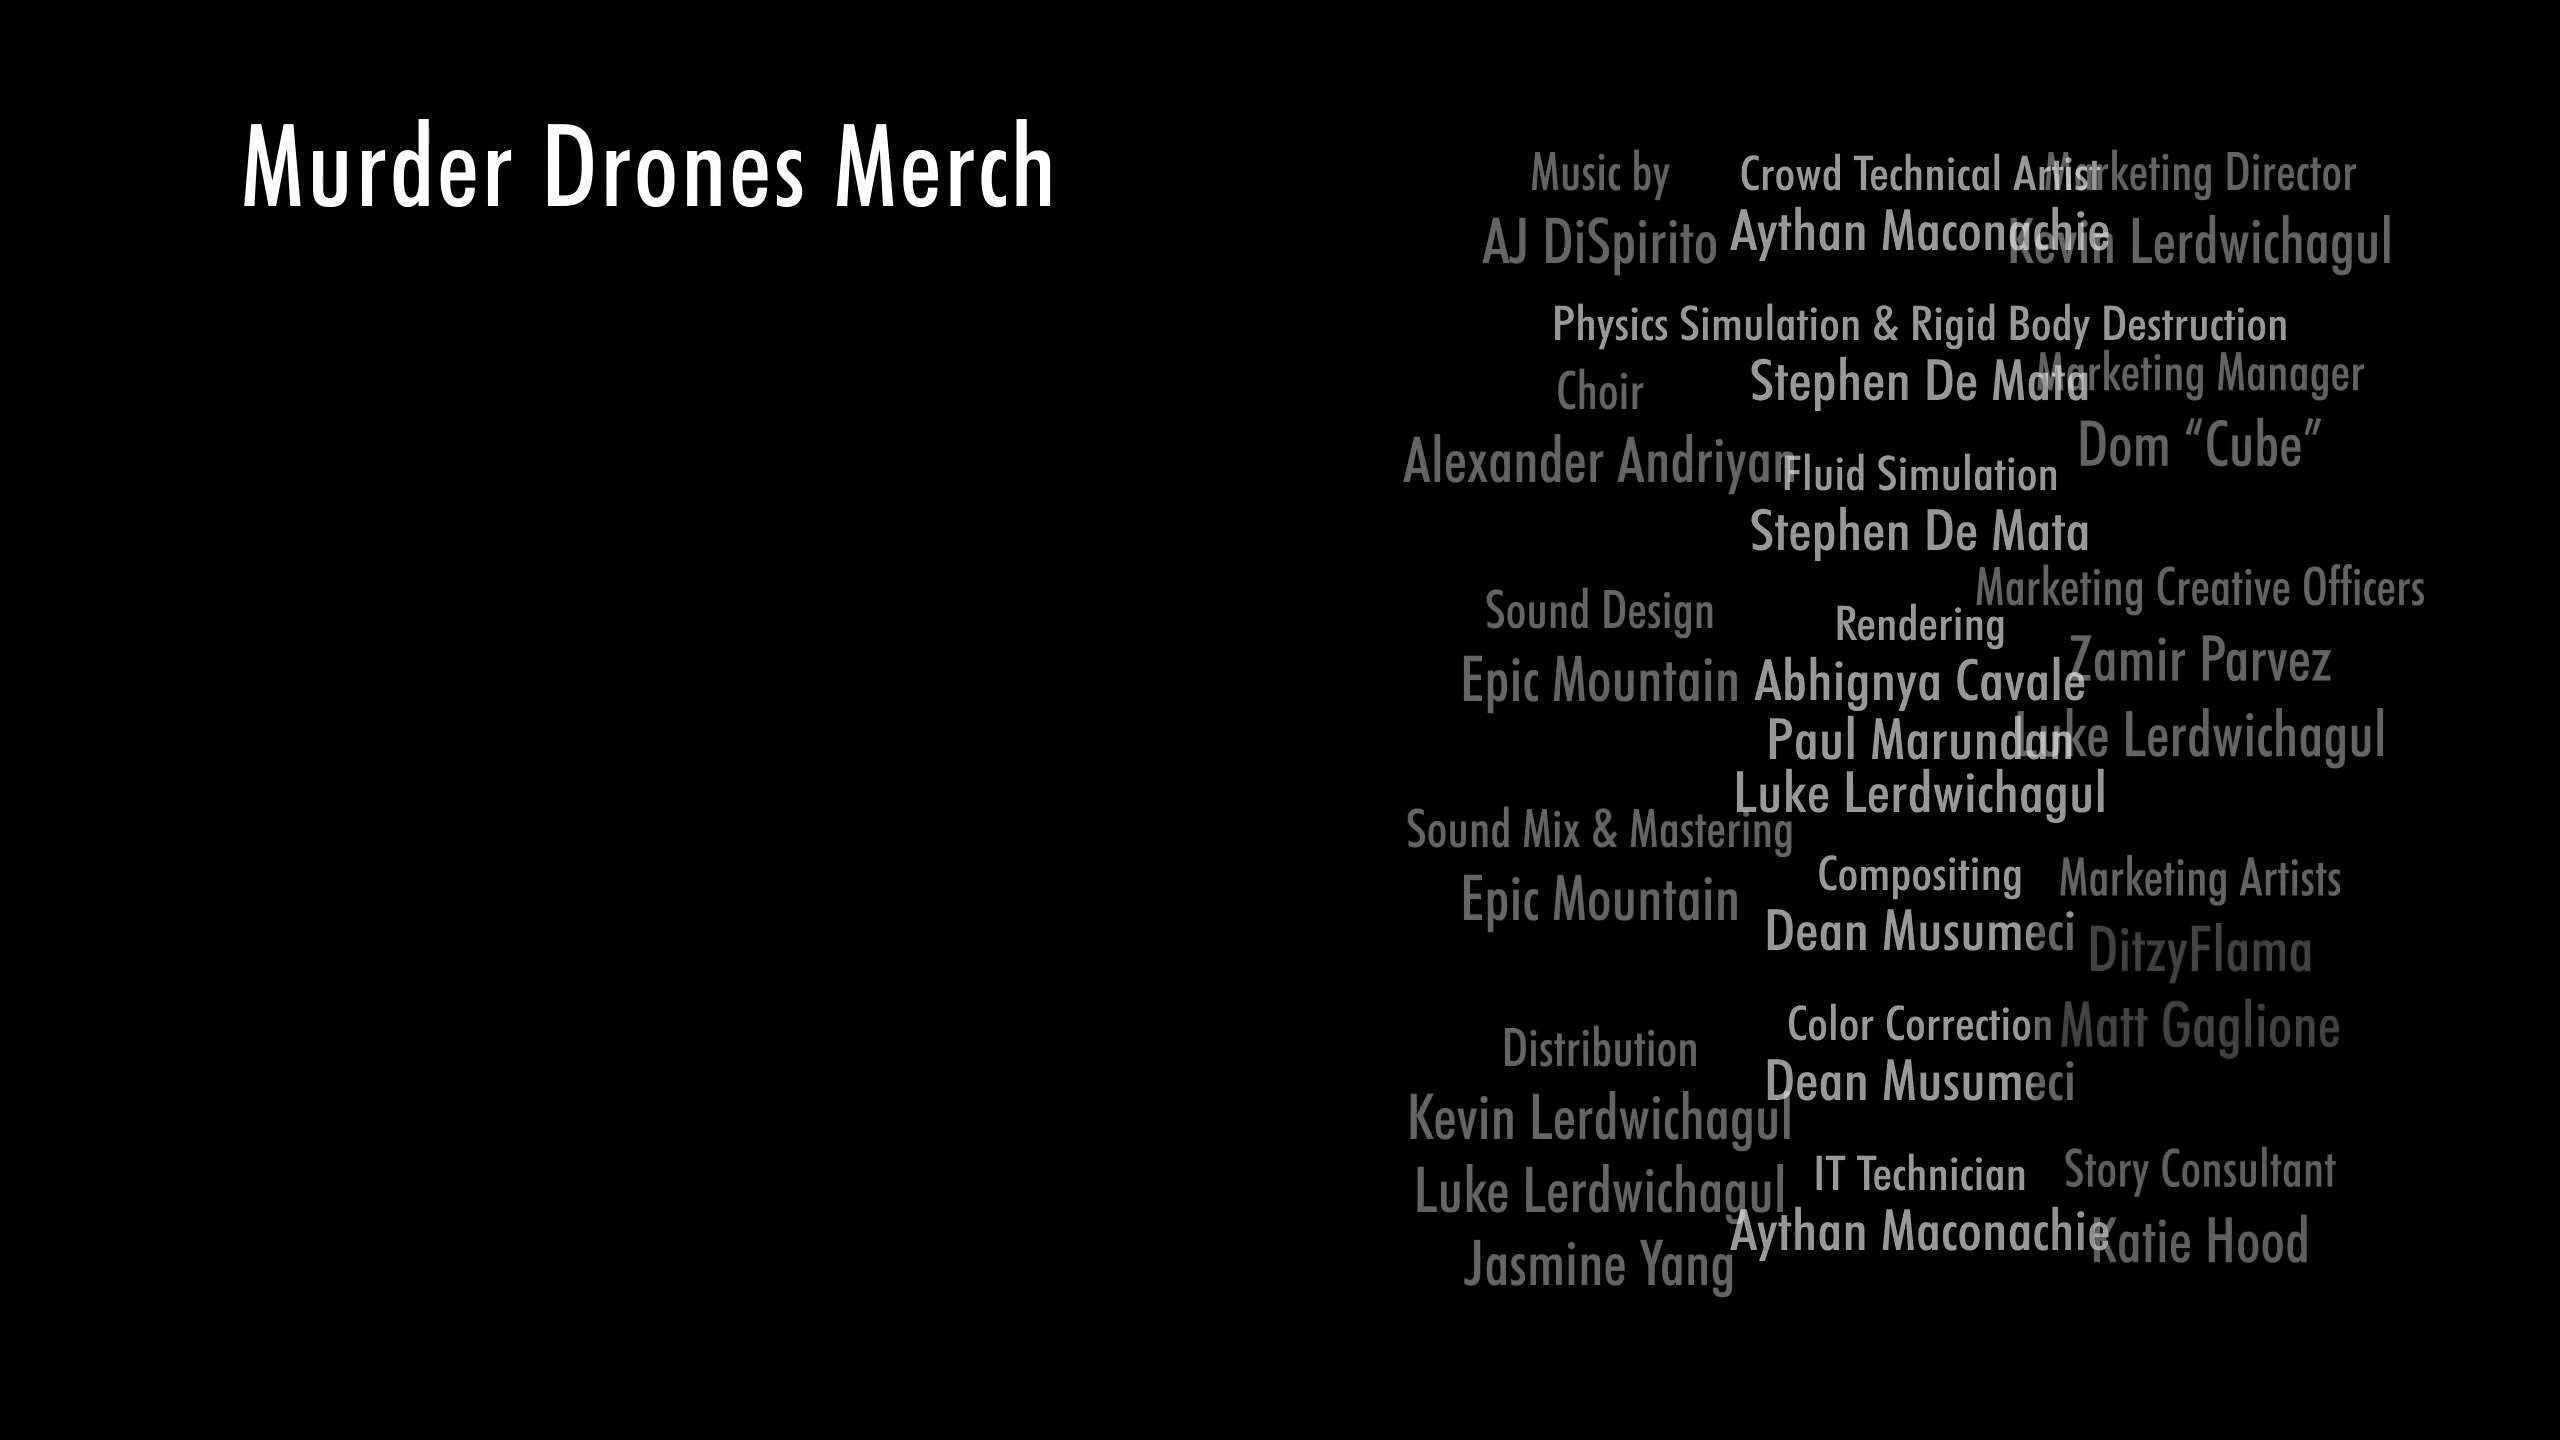 Murder Drones Merch
Music by
AJ DiSpirito
Choir
Alexander Andriyan
Sound Design
Epic Mountain
Sound Mix & Mastering
Epic Mountain
Distribution
Kevin Lerdwichagul
Luke Lerdwichagul
Jasmine Yang
Crowd Technical Artist
Aythan Maconachie
Physics Simulation & Rigid Body Destruction
Stephen De Mata
Fluid Simulation
Stephen De Mata
Rendering
Abhignya Cavale
Paul Marundan
Luke Lerdwichagul
Compositing
Dean Musumeci
Color Correction
Dean Musumeci
IT Technician
Aythan Maconachie
Marketing Director
Kevin Lerdwichagul
Marketing Manager
Dom “Cube”
Marketing Creative Officers
Zamir Parvez
Luke Lerdwichagul
Marketing Artists
DitzyFlama
Matt Gaglione
Story Consultant
Katie Hood